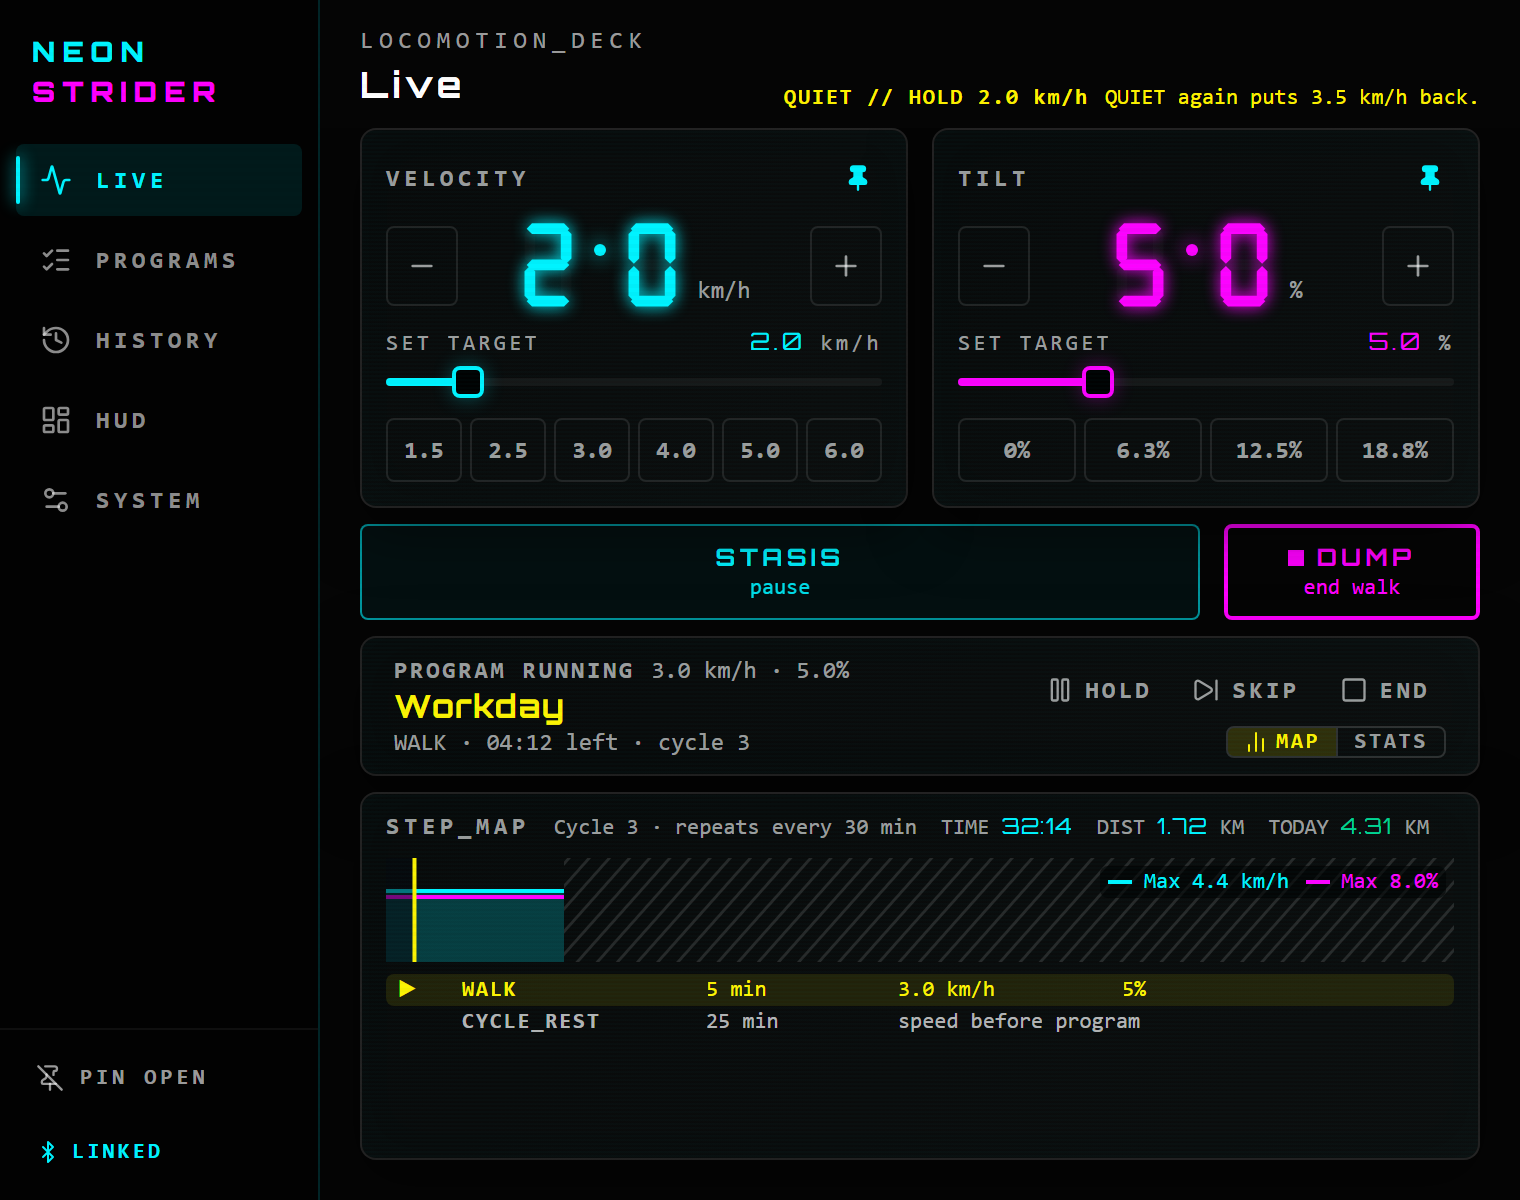 NEON
STRIDER
LIVE
PROGRAMS
HISTORY
HUD
SYSTEM
PIN OPEN
LINKED
LOCOMOTION_DECK
Live
QUIET // HOLD 2.0 km/h QUIET again puts 3.5 km/h back.
VELOCITY
2.0 km/h
SET TARGET 2.0 km/h
1.5 2.5 3.0 4.0 5.0 6.0
TILT
5.0 %
SET TARGET 5.0 %
0% 6.3% 12.5% 18.8%
STASIS
pause
DUMP
end walk
PROGRAM RUNNING 3.0 km/h · 5.0%
Workday
WALK · 04:12 left · cycle 3
HOLD SKIP END
MAP STATS
STEP_MAP Cycle 3 · repeats every 30 min TIME 32:14 DIST 1.72 KM TODAY 4.31 KM
Max 4.4 km/h Max 8.0%
WALK 5 min 3.0 km/h 5%
CYCLE_REST 25 min speed before program